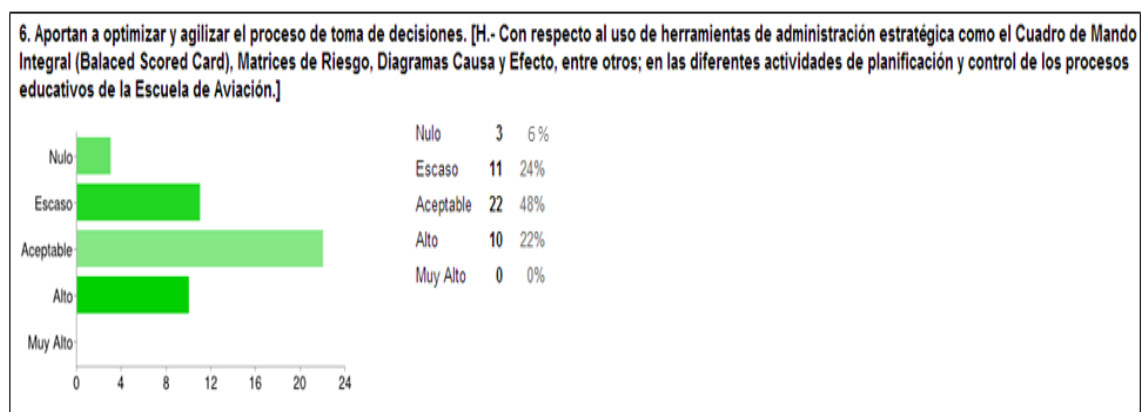 6. Aportan a optimizar y agilizar el proceso de toma de decisiones. [H.- Con respecto al uso de herramientas de administración estratégica como el Cuadro de Mando
Integral (Balaced Scored Card), Matrices de Riesgo, Diagramas Causa y Efecto, entre otros; en las diferentes actividades de planificación y control de los procesos
educativos de la Escuela de Aviación.]
Nulo
Escaso
Aceptable
Alto
Muy Alto
0 4 8 12 16 20 24
Nulo 3 6%
Escaso 11 24%
Aceptable 22 48%
Alto 10 22%
Muy Alto 0 0%